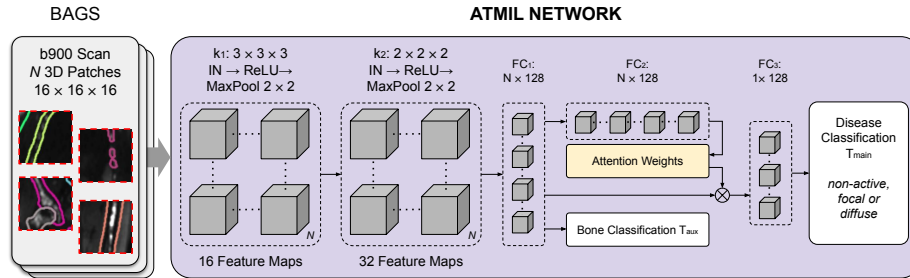 BAGS
ATMIL NETWORK
b900 Scan
N 3D Patches
16 × 16 × 16
k₁: 3 × 3 × 3
IN → ReLU→
MaxPool 2 × 2
N
16 Feature Maps
k₂: 2 × 2 × 2
IN → ReLU→
MaxPool 2 × 2
N
32 Feature Maps
FC₁:
N × 128
FC₂:
N × 128
Attention Weights
Bone Classification Tₐᵤₓ
FC₃:
1× 128
Disease
Classification
Tmain
non-active,
focal or
diffuse